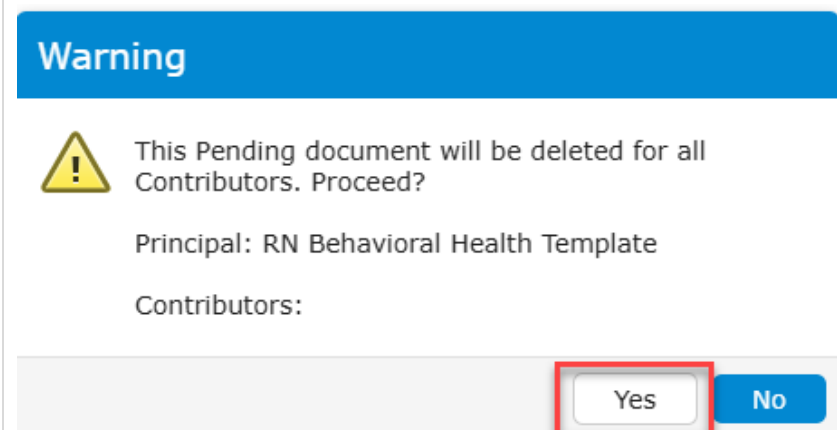 Warning
This Pending document will be deleted for all
Contributors. Proceed?
Principal: RN Behavioral Health Template
Contributors:
Yes
No